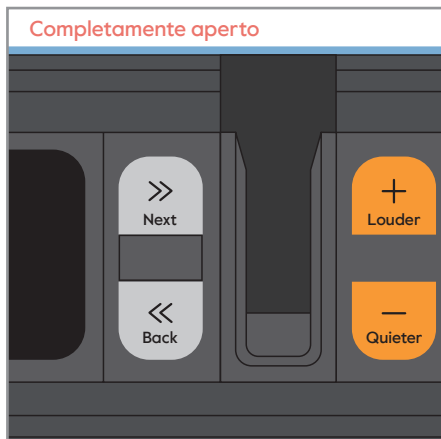 Completamente aperto
Next
Back
+
Louder
−
Quieter